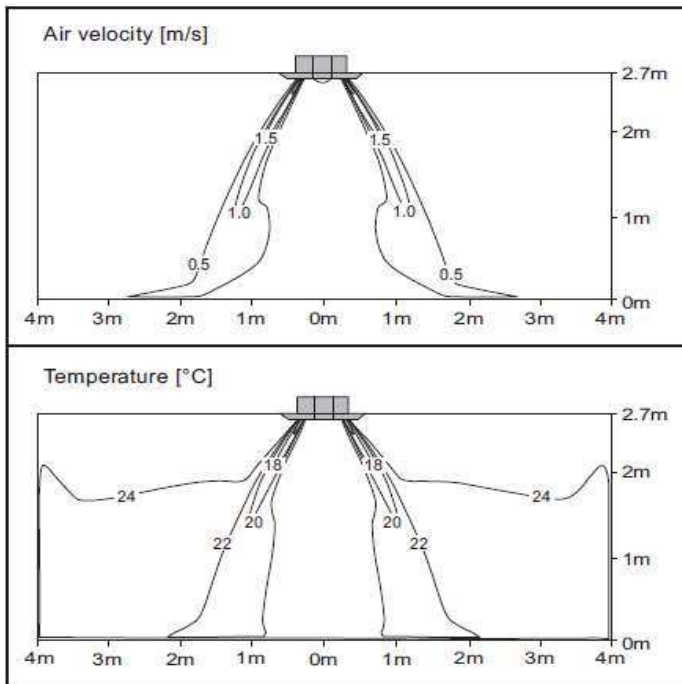 Air velocity [m/s]
2.7m
2m
1.5 1.5
1.0 1.0
1m
0.5 0.5
0m
4m 3m 2m 1m 0m 1m 2m 3m 4m
Temperature [°C]
2.7m
18 18 2m
24 24
20 20
22 22
1m
0m
4m 3m 2m 1m 0m 1m 2m 3m 4m